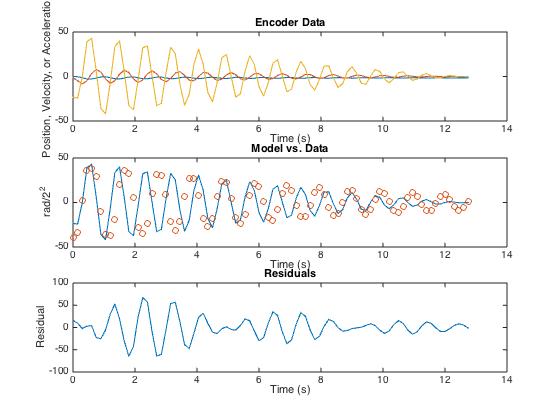 Encoder Data
Position, Velocity, or Acceleratio
50
0
-50
0 2 4 6 8 10 12 14
Time (s)
Model vs. Data
rad/2²
50
0
-50
0 2 4 6 8 10 12 14
Time (s)
Residuals
Residual
100
50
0
-50
-100
0 2 4 6 8 10 12 14
Time (s)